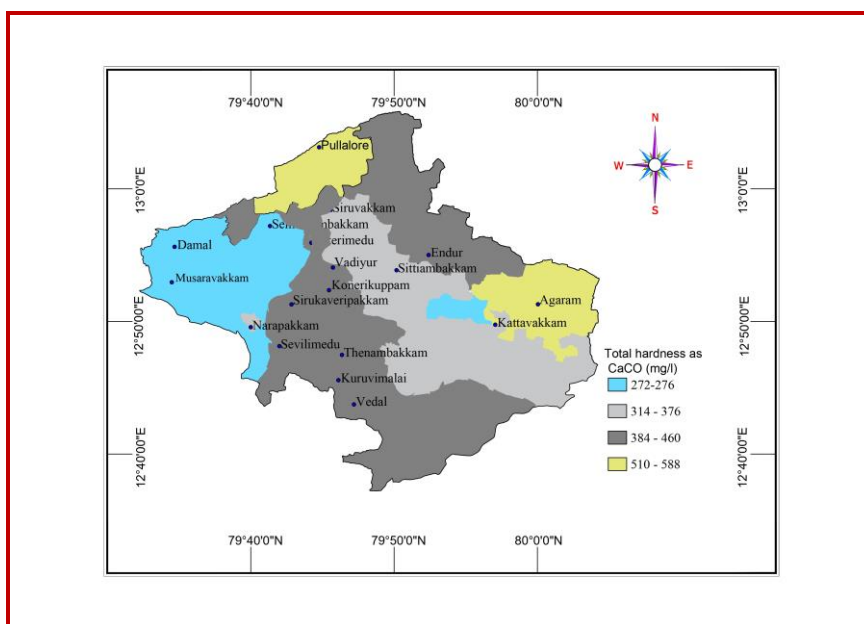 79°40'0"N 79°50'0"N 80°0'0"N
N
W E
S
13°0'0"E 13°0'0"E
Pullalore
Siruvakkam
Damal
Vadiyur
Endur
Sittiambakkam
Musaravakkam
Konerikuppam
Sirukaveripakkam
Agaram
12°50'00"E 12°50'00"E
Narapakkam
Kattavakkam
Sevilimedu
Thenambakkam
Kuruvimalai
Vedal
Total hardness as
CaCO (mg/l)
272-276
314 - 376
384 - 460
510 - 588
12°40'00"E 12°40'00"E
79°40'0"N 79°50'0"N 80°0'0"N